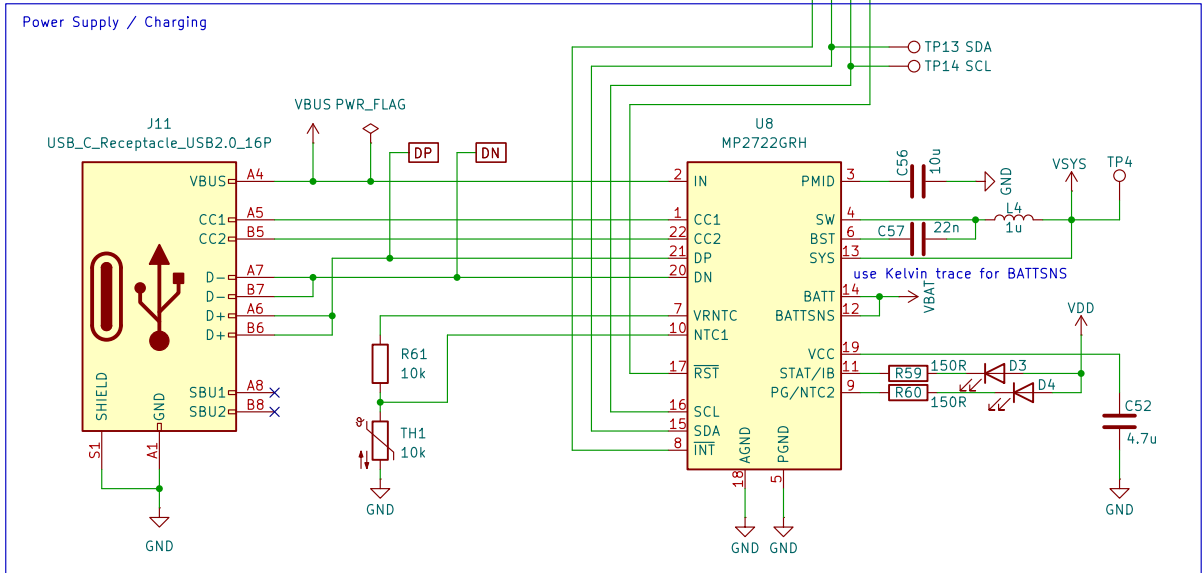 Power Supply / Charging
TP13 SDA
TP14 SCL
VBUS PWR_FLAG
J11
USB_C_Receptacle_USB2.0_16P
DP
DN
U8
MP2722GRH
VBUS A4
CC1 A5
CC2 B5
D- A7
D- B7
D+ A6
D+ B6
SBU1 A8
SBU2 B8
SHIELD
GND
S1
A1
GND
R61
10k
TH1
10k
GND
2 IN
1 CC1
22 CC2
21 DP
20 DN
7 VRNTC
10 NTC1
17 RST
16 SCL
15 SDA
8 INT
PMID 3
SW 4
BST 6
SYS 13
BATT 14
BATTSNS 12
VCC 19
STAT/IB 11
PG/NTC2 9
AGND
PGND
18
5
GND
GND
C56
10u
GND
VSYS
TP4
L4
1u
C57
22n
use Kelvin trace for BATTSNS
VBAT
VDD
R59
150R
D3
R60
150R
D4
C52
4.7u
GND